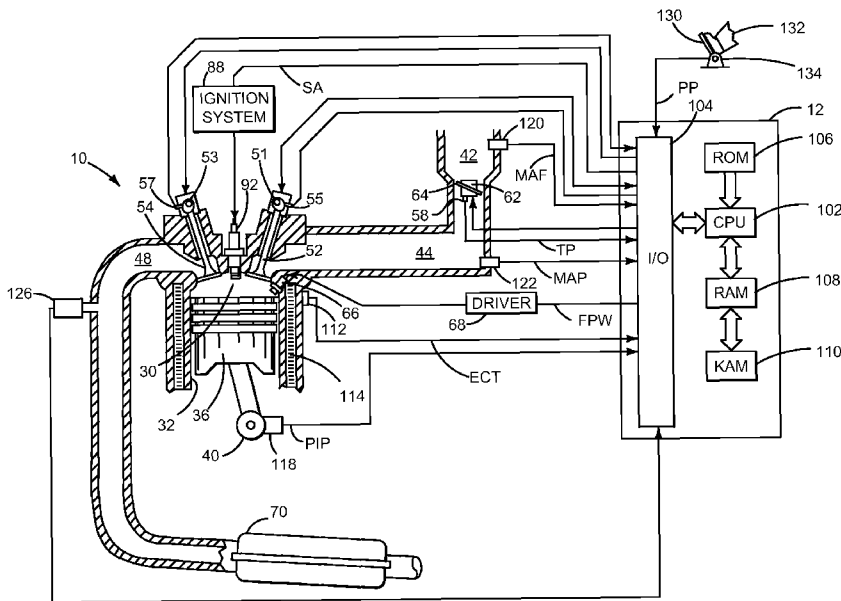 130
132
134
PP
88
IGNITION
SYSTEM
SA
104
12
106
120
42
MAF
ROM
10
53
51
57
92
55
64
62
58
CPU
102
54
52
TP
I/O
48
44
MAP
122
126
66
DRIVER
FPW
RAM
108
112
68
30
ECT
KAM
110
32
36
114
40
118
PIP
70